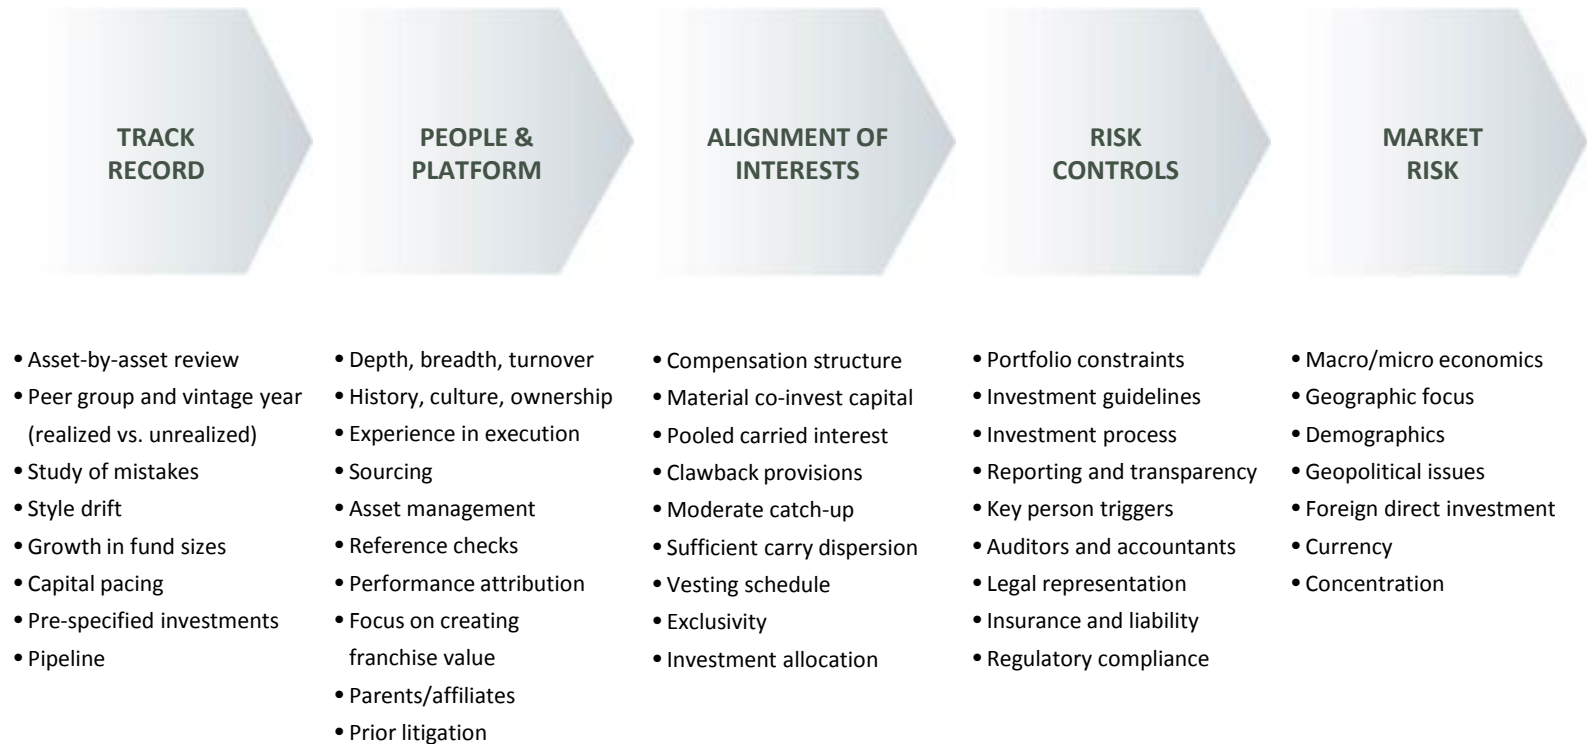 TRACK
RECORD
PEOPLE &
PLATFORM
ALIGNMENT OF
INTERESTS
RISK
CONTROLS
MARKET
RISK
• Asset-by-asset review
• Peer group and vintage year
(realized vs. unrealized)
• Study of mistakes
• Style drift
• Growth in fund sizes
• Capital pacing
• Pre-specified investments
• Pipeline
• Depth, breadth, turnover
• History, culture, ownership
• Experience in execution
• Sourcing
• Asset management
• Reference checks
• Performance attribution
• Focus on creating
franchise value
• Parents/affiliates
• Prior litigation
• Compensation structure
• Material co-invest capital
• Pooled carried interest
• Clawback provisions
• Moderate catch-up
• Sufficient carry dispersion
• Vesting schedule
• Exclusivity
• Investment allocation
• Portfolio constraints
• Investment guidelines
• Investment process
• Reporting and transparency
• Key person triggers
• Auditors and accountants
• Legal representation
• Insurance and liability
• Regulatory compliance
• Macro/micro economics
• Geographic focus
• Demographics
• Geopolitical issues
• Foreign direct investment
• Currency
• Concentration